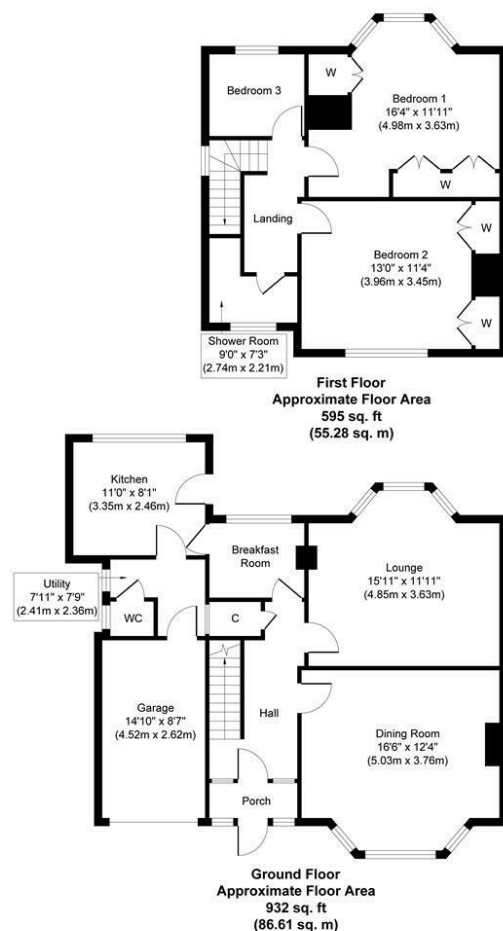 W
Bedroom 3
Bedroom 1
16'4" x 11'11"
(4.98m x 3.63m)
W
Landing
W
Bedroom 2
13'0" x 11'4"
(3.96m x 3.45m)
W
Shower Room
9'0" x 7'3"
(2.74m x 2.21m)
First Floor
Approximate Floor Area
595 sq. ft
(55.28 sq. m)
Kitchen
11'0" x 8'1"
(3.35m x 2.46m)
Breakfast
Room
Lounge
15'11" x 11'11"
(4.85m x 3.63m)
Utility
7'11" x 7'9"
(2.41m x 2.36m)
WC
C
Garage
14'10" x 8'7"
(4.52m x 2.62m)
Hall
Dining Room
16'6" x 12'4"
(5.03m x 3.76m)
Porch
Ground Floor
Approximate Floor Area
932 sq. ft
(86.61 sq. m)